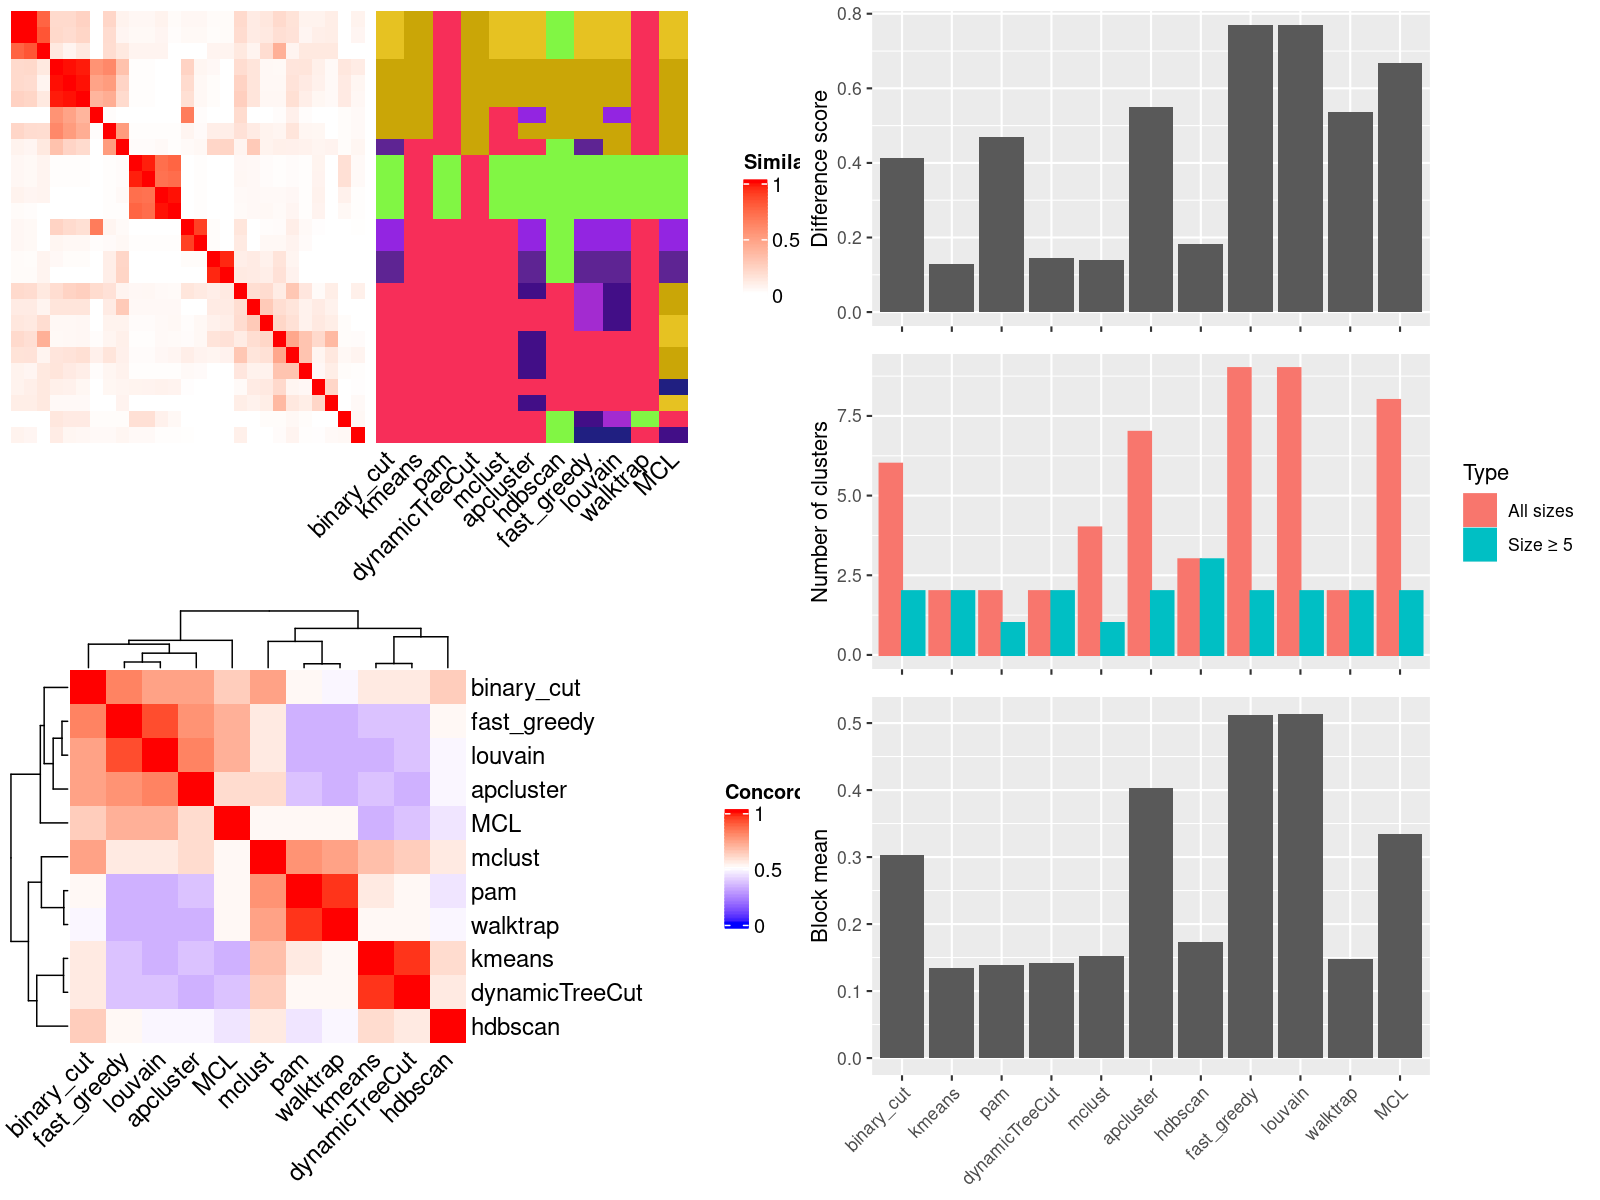 Simila
1
0.5
0
binary_cut
kmeans
pam
dynamicTreeCut
mclust
apcluster
hdbscan
fast_greedy
louvain
walktrap
MCL
binary_cut
fast_greedy
louvain
apcluster
MCL
mclust
pam
walktrap
kmeans
dynamicTreeCut
hdbscan
binary_cut
fast_greedy
louvain
apcluster
MCL
mclust
pam
walktrap
kmeans
dynamicTreeCut
hdbscan
Concord
1
0.5
0
Difference score
0.8
0.6
0.4
0.2
0.0
Number of clusters
7.5
5.0
2.5
0.0
Type
All sizes
Size ≥ 5
Block mean
0.5
0.4
0.3
0.2
0.1
0.0
binary_cut
kmeans
pam
dynamicTreeCut
mclust
apcluster
hdbscan
fast_greedy
louvain
walktrap
MCL